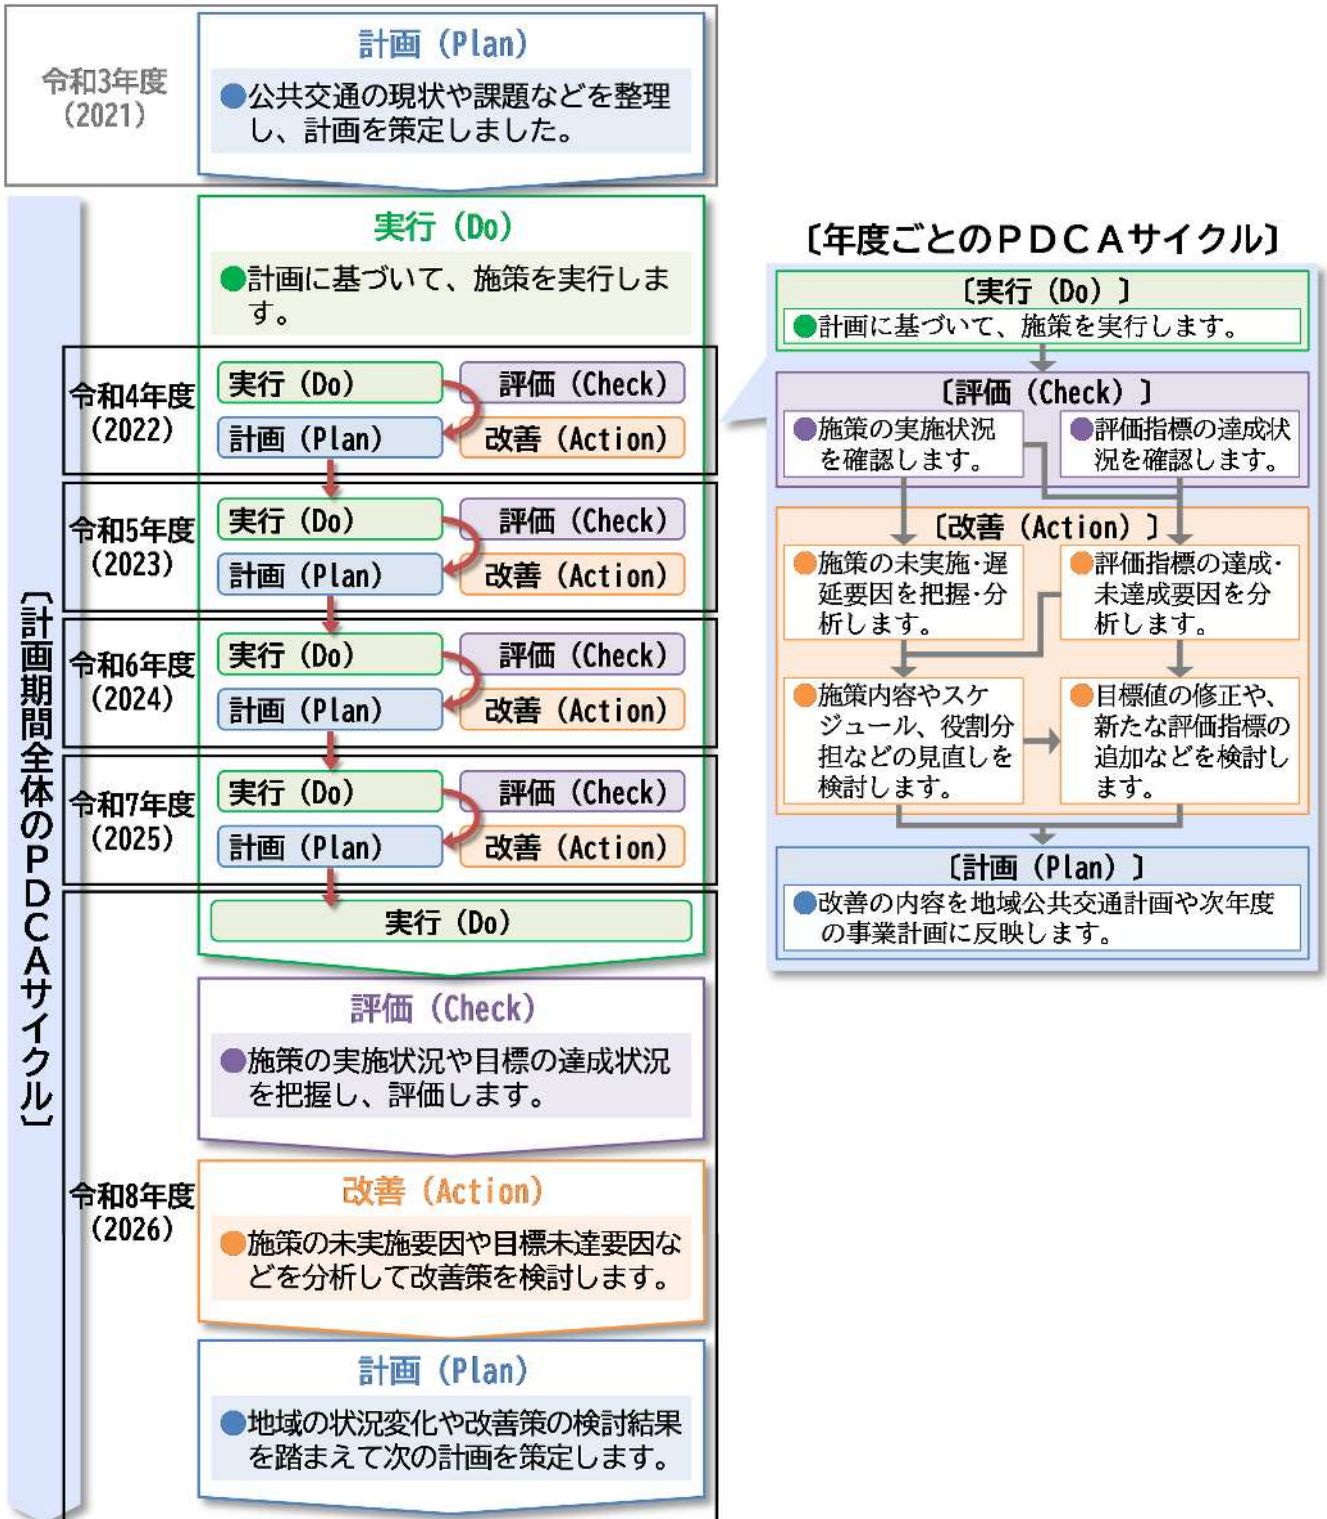 計画（Plan）
令和3年度
（2021）
●公共交通の現状や課題などを整理
し、計画を策定しました。
〔計画期間全体のＰＤＣＡサイクル〕
実行（Do）
●計画に基づいて、施策を実行しま
す。
令和4年度
（2022）
実行（Do）
評価（Check）
計画（Plan）
改善（Action）
令和5年度
（2023）
実行（Do）
評価（Check）
計画（Plan）
改善（Action）
令和6年度
（2024）
実行（Do）
評価（Check）
計画（Plan）
改善（Action）
令和7年度
（2025）
実行（Do）
評価（Check）
計画（Plan）
改善（Action）
令和8年度
（2026）
実行（Do）
評価（Check）
●施策の実施状況や目標の達成状況
を把握し、評価します。
改善（Action）
●施策の未実施要因や目標未達要因な
どを分析して改善策を検討します。
計画（Plan）
●地域の状況変化や改善策の検討結果
を踏まえて次の計画を策定します。
〔年度ごとのＰＤＣＡサイクル〕
〔実行（Do）〕
●計画に基づいて、施策を実行します。
〔評価（Check）〕
●施策の実施状況
を確認します。
●評価指標の達成状
況を確認します。
〔改善（Action）〕
●施策の未実施・遅
延要因を把握・分
析します。
●評価指標の達成・
未達成要因を分
析します。
●施策内容やスケ
ジュール、役割分
担などの見直しを
検討します。
●目標値の修正や、
新たな評価指標の
追加などを検討し
ます。
〔計画（Plan）〕
●改善の内容を地域公共交通計画や次年度
の事業計画に反映します。